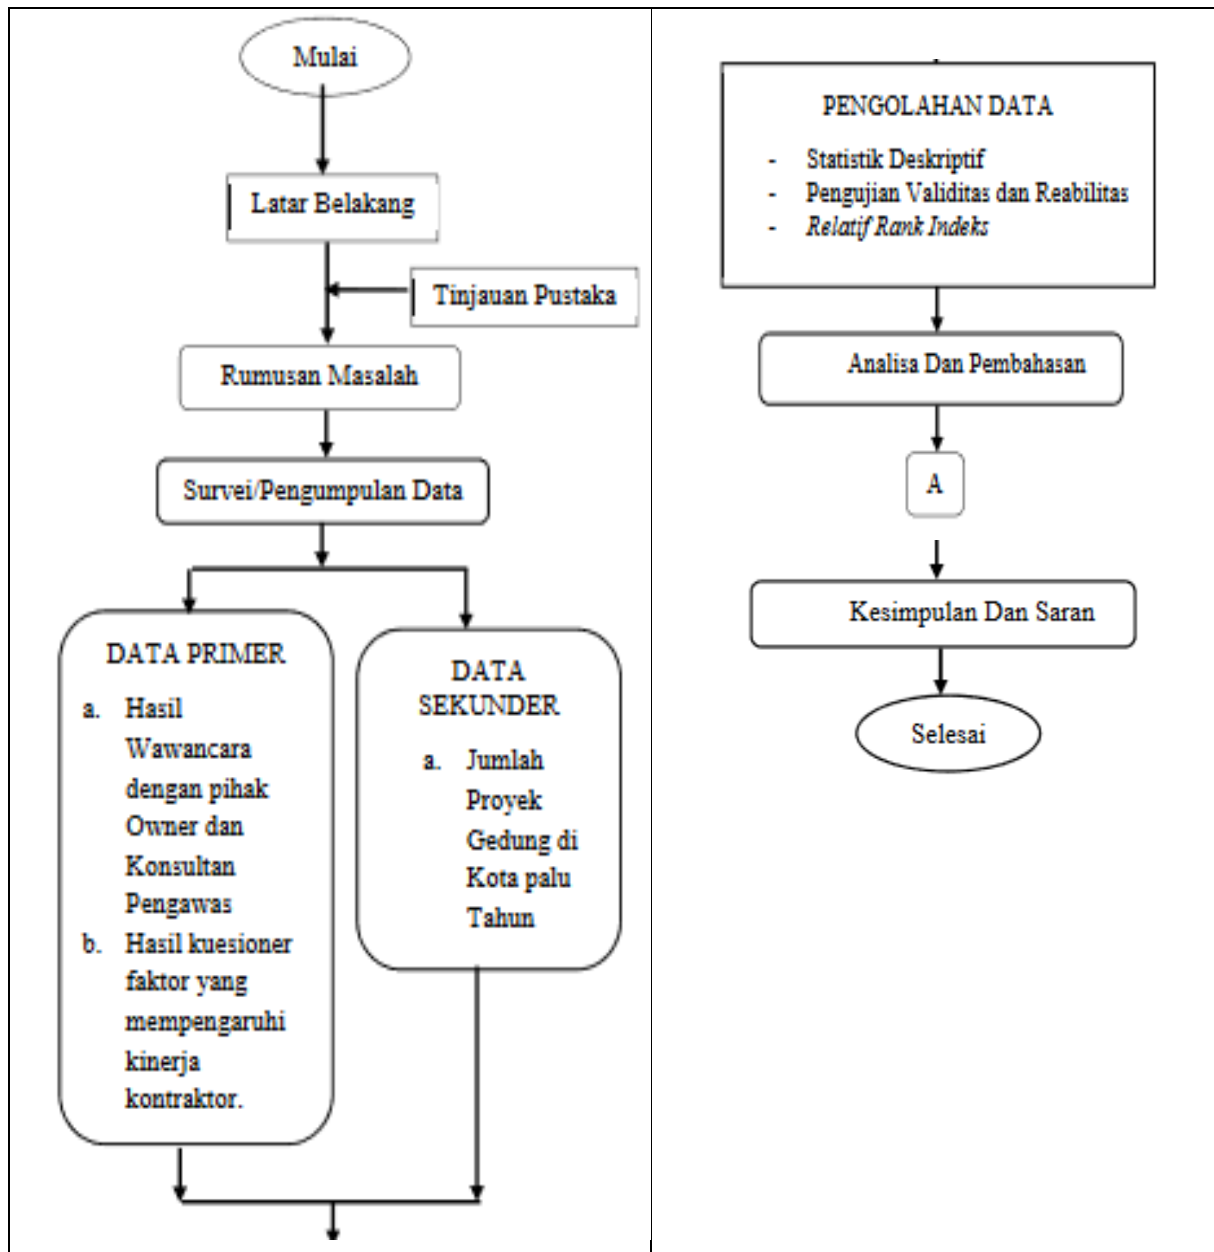 Mulai
Latar Belakang
Tinjauan Pustaka
Rumusan Masalah
Survei/Pengumpulan Data
DATA PRIMER
a. Hasil
Wawancara
dengan pihak
Owner dan
Konsultan
Pengawas
b. Hasil kuesioner
faktor yang
mempengaruhi
kinerja
kontraktor.
DATA
SEKUNDER
a. Jumlah
Proyek
Gedung di
Kota palu
Tahun
PENGOLAHAN DATA
- Statistik Deskriptif
- Pengujian Validitas dan Reabilitas
- Relatif Rank Indeks
Analisa Dan Pembahasan
A
Kesimpulan Dan Saran
Selesai